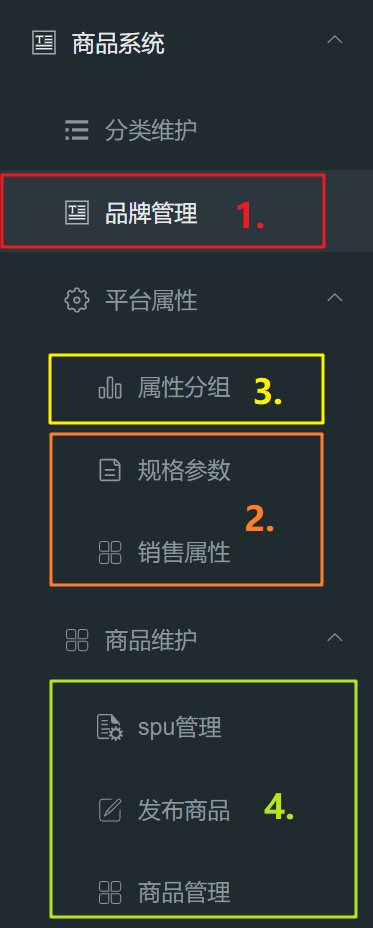 商品系统
分类维护
品牌管理 1.
平台属性
属性分组 3.
规格参数
2.
销售属性
商品维护
spu管理
发布商品 4.
商品管理